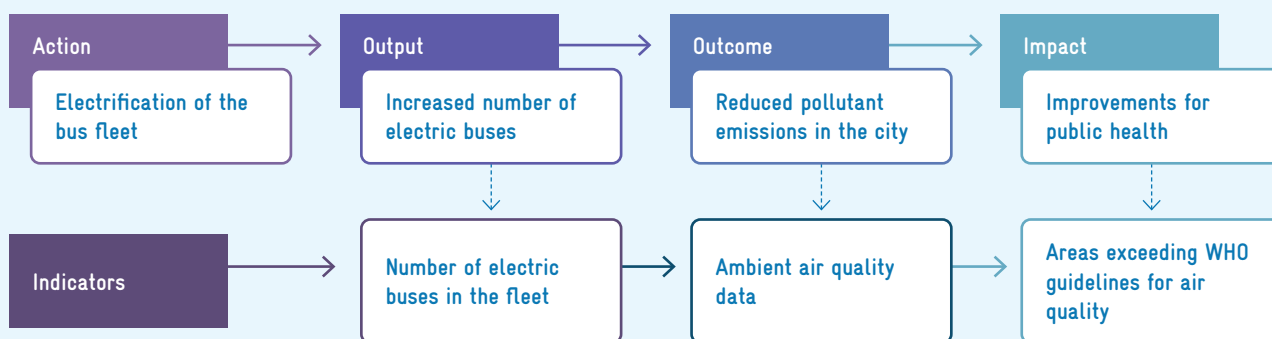 Action
Electrification of the
bus fleet
Output
Increased number of
electric buses
Outcome
Reduced pollutant
emissions in the city
Impact
Improvements for
public health
Indicators
Number of electric
buses in the fleet
Ambient air quality
data
Areas exceeding WHO
guidelines for air
quality